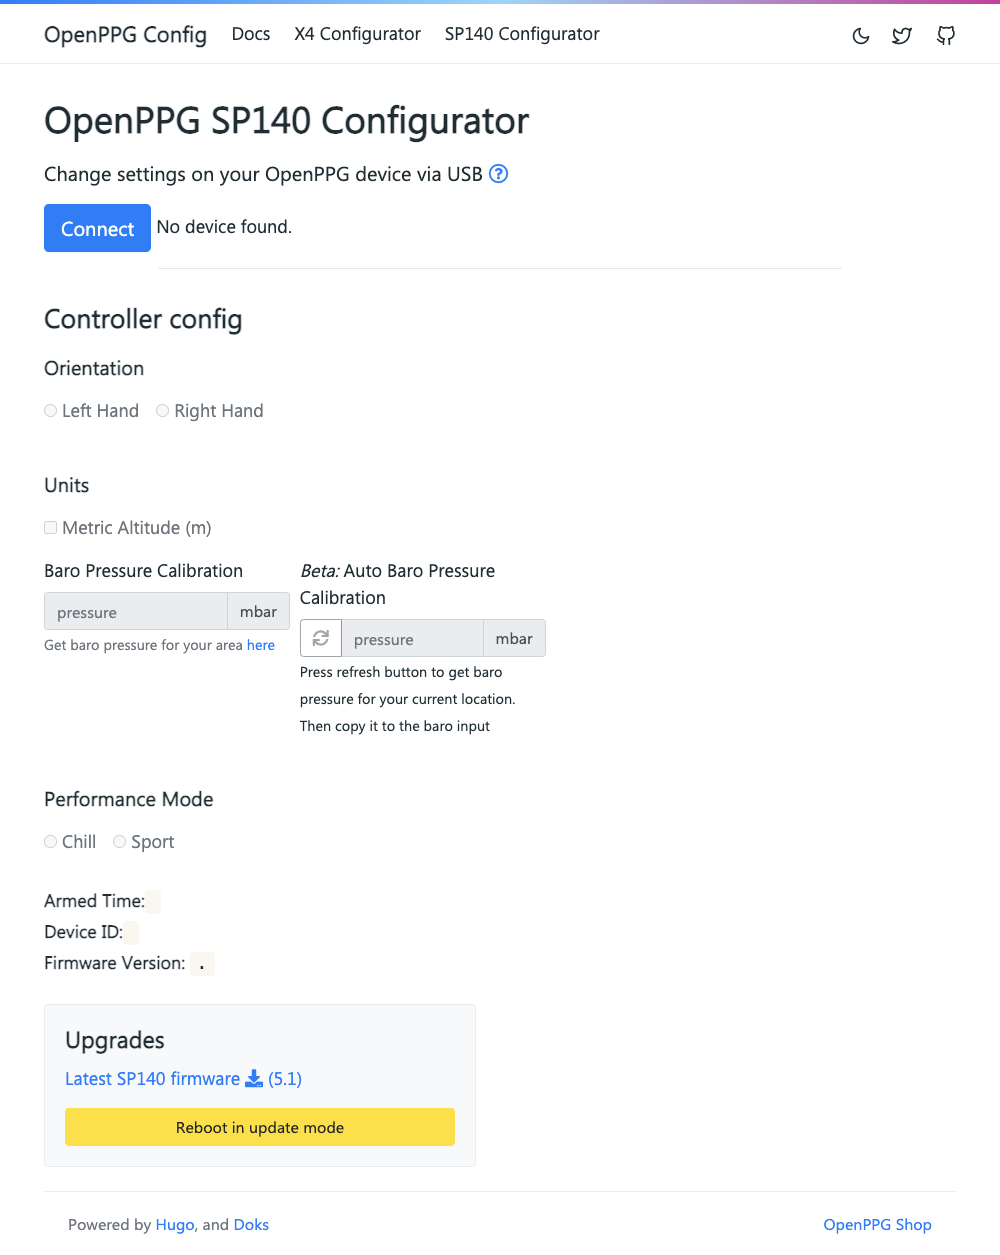 OpenPPG Config Docs X4 Configurator SP140 Configurator
OpenPPG SP140 Configurator
Change settings on your OpenPPG device via USB
Connect No device found.
Controller config
Orientation
Left Hand Right Hand
Units
Metric Altitude (m)
Baro Pressure Calibration
pressure mbar
Get baro pressure for your area here
Beta: Auto Baro Pressure
Calibration
pressure mbar
Press refresh button to get baro
pressure for your current location.
Then copy it to the baro input
Performance Mode
Chill Sport
Armed Time:
Device ID:
Firmware Version: .
Upgrades
Latest SP140 firmware (5.1)
Reboot in update mode
Powered by Hugo, and Doks OpenPPG Shop